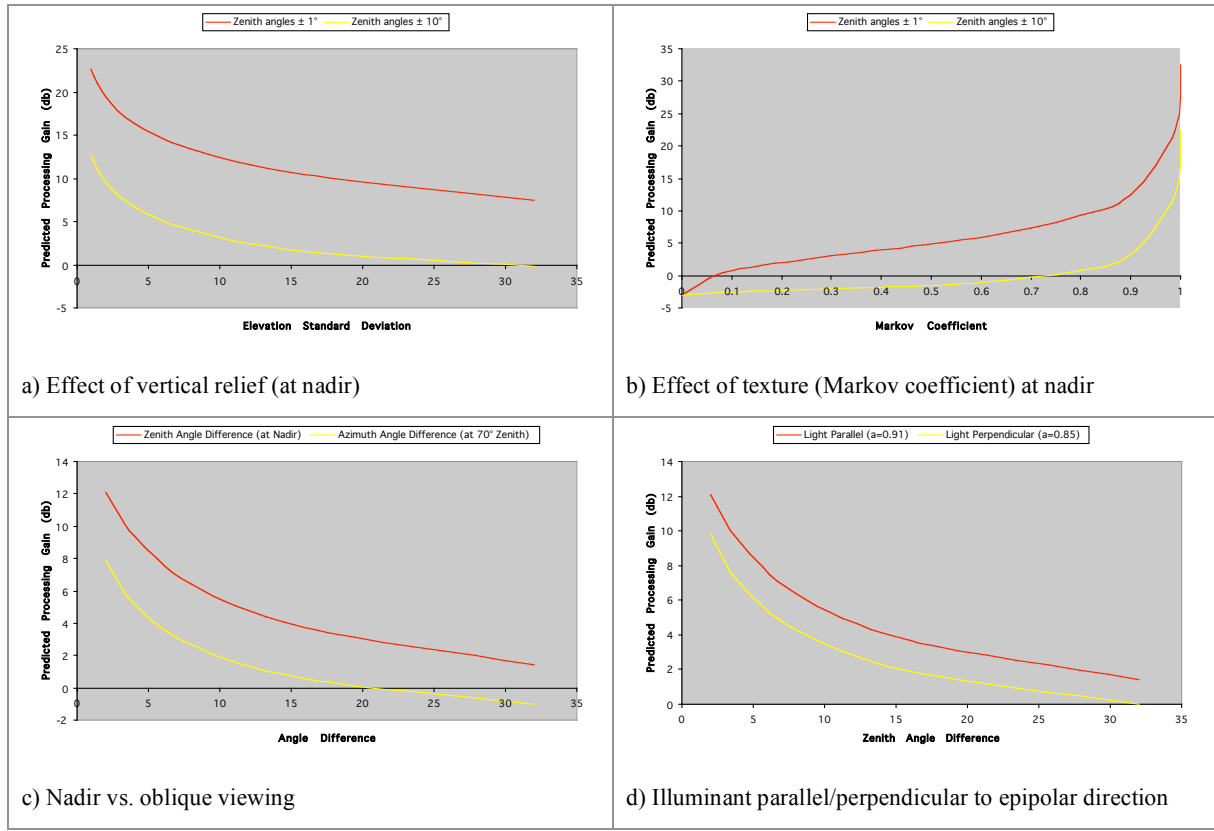 Zenith angles ± 1° Zenith angles ± 10°
25
20
15
10
5
0
-5
0 5 10 15 20 25 30 35
Predicted Processing Gain (db)
Elevation Standard Deviation
a) Effect of vertical relief (at nadir)
Zenith angles ± 1° Zenith angles ± 10°
35
30
25
20
15
10
5
0
-5
0 0.1 0.2 0.3 0.4 0.5 0.6 0.7 0.8 0.9 1
Predicted Processing Gain (db)
Markov Coefficient
b) Effect of texture (Markov coefficient) at nadir
Zenith Angle Difference (at Nadir) Azimuth Angle Difference (at 70° Zenith)
14
12
10
8
6
4
2
0
-2
0 5 10 15 20 25 30 35
Predicted Processing Gain (db)
Angle Difference
c) Nadir vs. oblique viewing
Light Parallel (a=0.91) Light Perpendicular (a=0.85)
14
12
10
8
6
4
2
0
0 5 10 15 20 25 30 35
Predicted Processing Gain (db)
Zenith Angle Difference
d) Illuminant parallel/perpendicular to epipolar direction